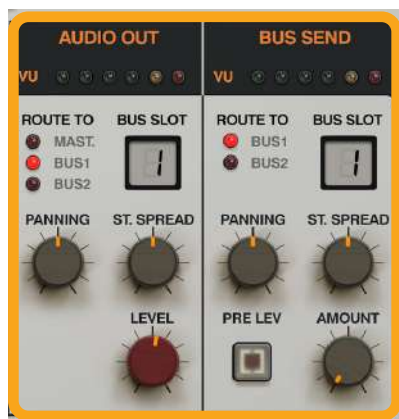 AUDIO OUT
VU
ROUTE TO BUS SLOT
MAST.
BUS1
BUS2
1
PANNING ST. SPREAD
LEVEL
BUS SEND
VU
ROUTE TO BUS SLOT
BUS1
BUS2
1
PANNING ST. SPREAD
PRE LEV AMOUNT